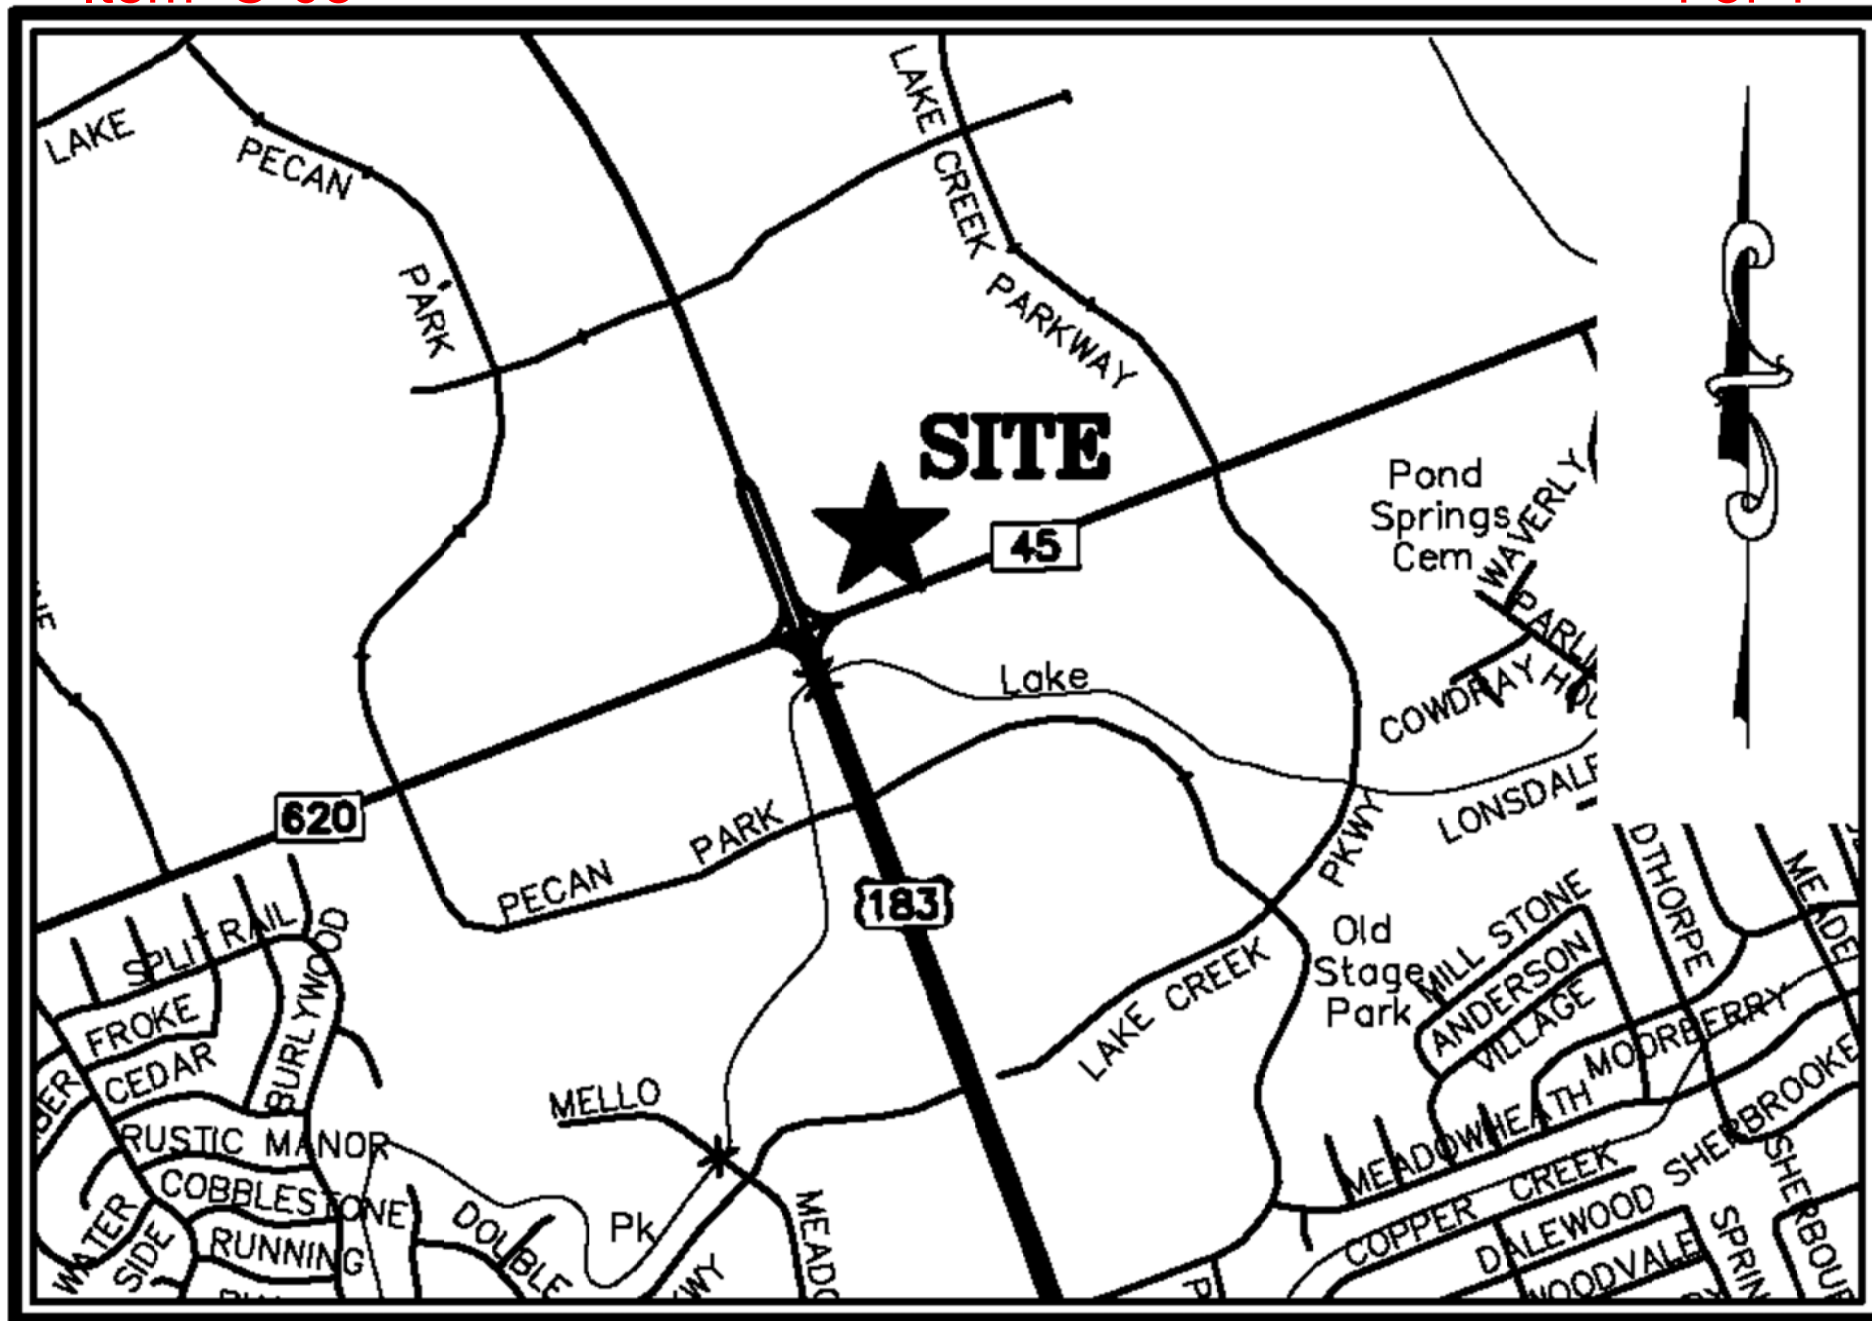 LAKE
PECAN
PARK
LAKE CREEK PARKWAY
SITE
45
Pond
Springs
Cem
WAVERLY
COWDRAY
Lake
LONSDALE
620
PECAN PARK
183
PKWY
LAKE CREEK
Old
Stage
Park
MILL STONE
ANDERSON
VILLAGE
MOORBERRY
MEADOWHEATH
SHERBROOKE
COPPER CREEK
DALEWOOD
WOODVALE
SPLIT RAIL
BURLYWOOD
FROKE
CEDAR
RUSTIC MANOR
COBBLESTONE
WATER
SIDE
RUNNING
DOUBLE
MELLO
Pk